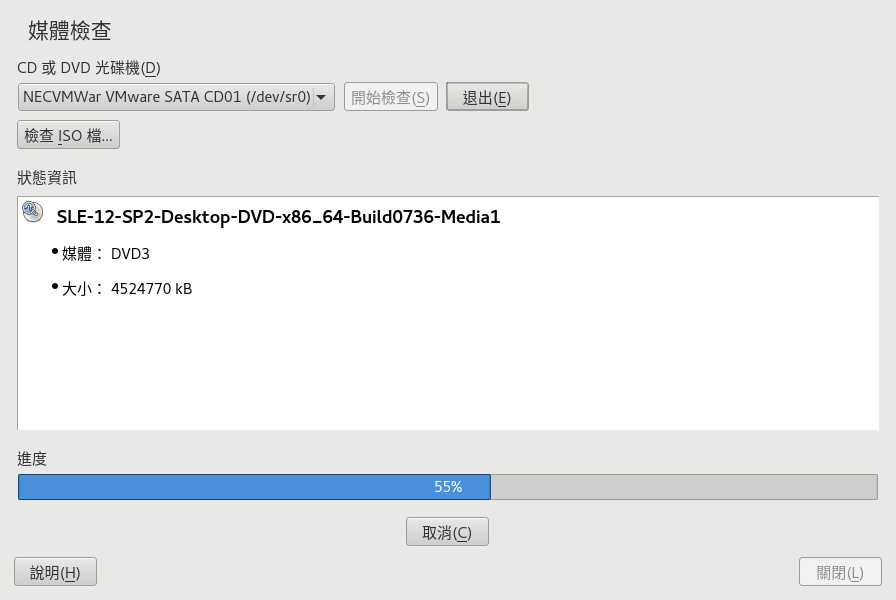 媒體檢查
CD 或 DVD 光碟機(D)
NECVMWar VMware SATA CD01 (/dev/sr0) 開始檢查(S) 退出(E)
檢查 ISO 檔...
狀態資訊
SLE-12-SP2-Desktop-DVD-x86_64-Build0736-Media1
• 媒體： DVD3
• 大小： 4524770 kB
進度
55%
取消(C)
說明(H) 關閉(L)